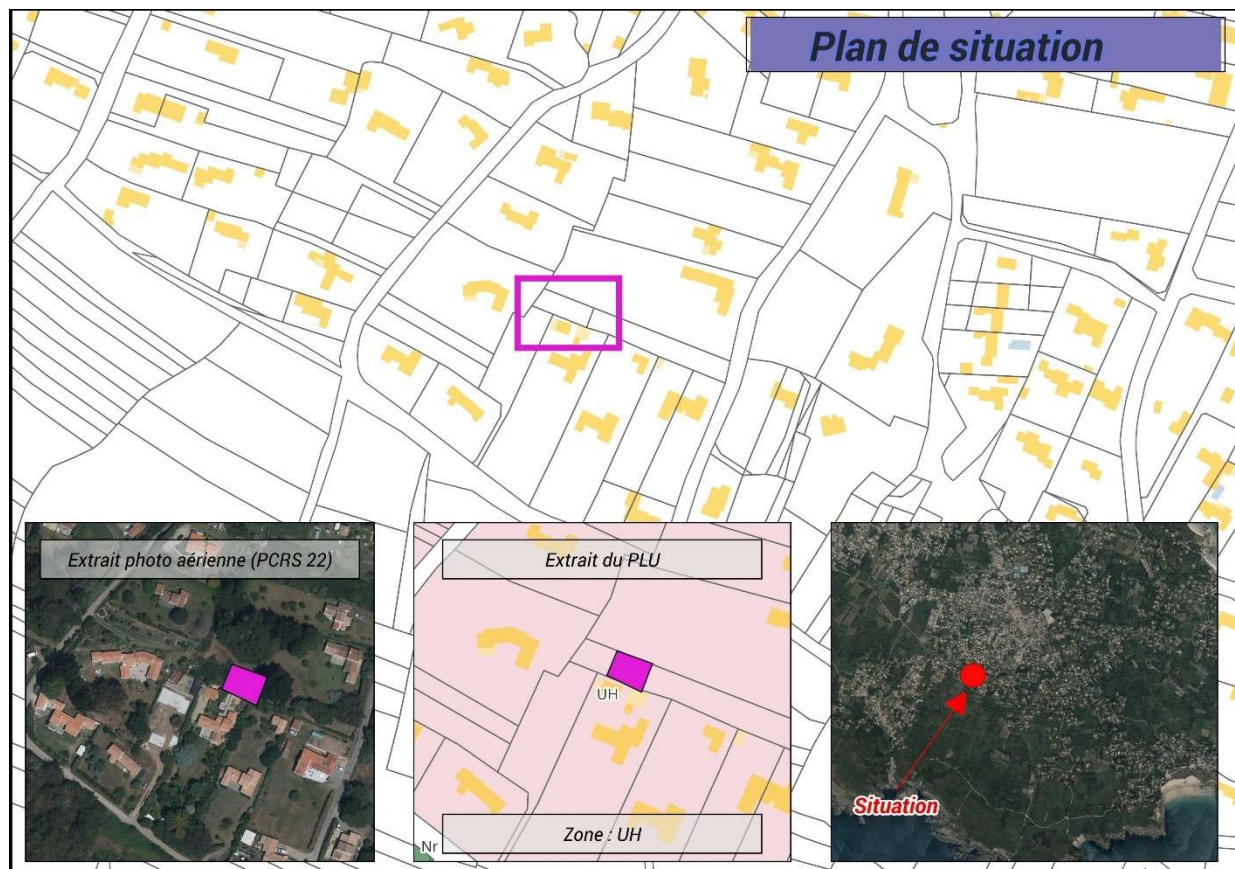 Plan de situation
Extrait photo aérienne (PCRS 22)
Extrait du PLU
UH
Zone : UH
Nr
Situation